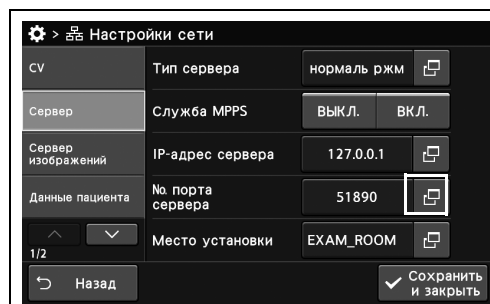 > Настройки сети
CV
Тип сервера
нормаль ржм
Сервер
Служба MPPS
ВЫКЛ.
ВКЛ.
Сервер
изображений
IP-адрес сервера
127.0.0.1
Данные пациента
№. порта
сервера
51890
1/2
Место установки
EXAM_ROOM
Назад
Сохранить
и закрыть